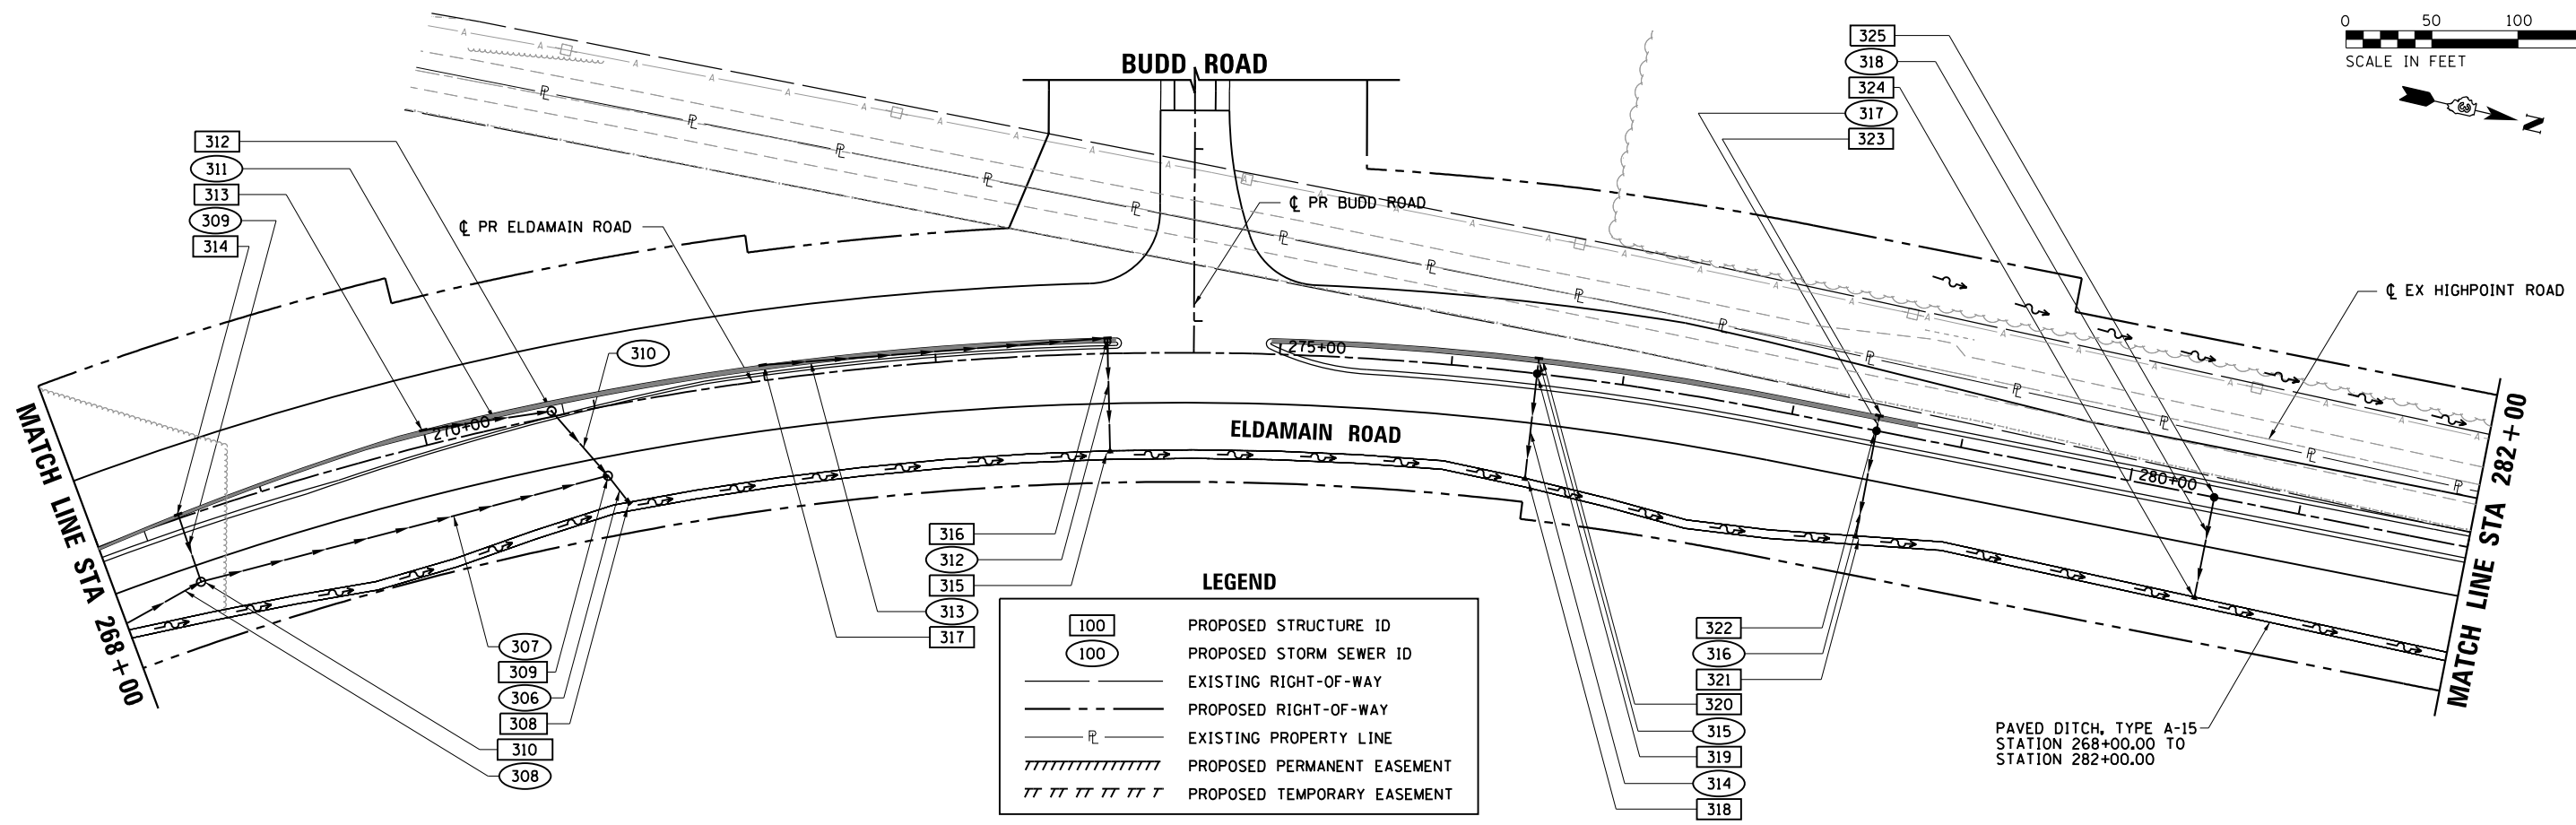 0 50 100
SCALE IN FEET
3
N
BUDD ROAD
325
318
324
317
323
312
311
313
309
314
℄ PR ELDAMAIN ROAD
℄ PR BUDD ROAD
℄ EX HIGHPOINT ROAD
310
270+00
275+00
280+00
ELDAMAIN ROAD
MATCH LINE STA 268+00
MATCH LINE STA 282+00
316
312
315
313
317
307
309
306
308
310
308
322
316
321
320
315
319
314
318
LEGEND
100 PROPOSED STRUCTURE ID
100 PROPOSED STORM SEWER ID
EXISTING RIGHT-OF-WAY
PROPOSED RIGHT-OF-WAY
PL EXISTING PROPERTY LINE
PROPOSED PERMANENT EASEMENT
PROPOSED TEMPORARY EASEMENT
PAVED DITCH, TYPE A-15
STATION 268+00.00 TO
STATION 282+00.00